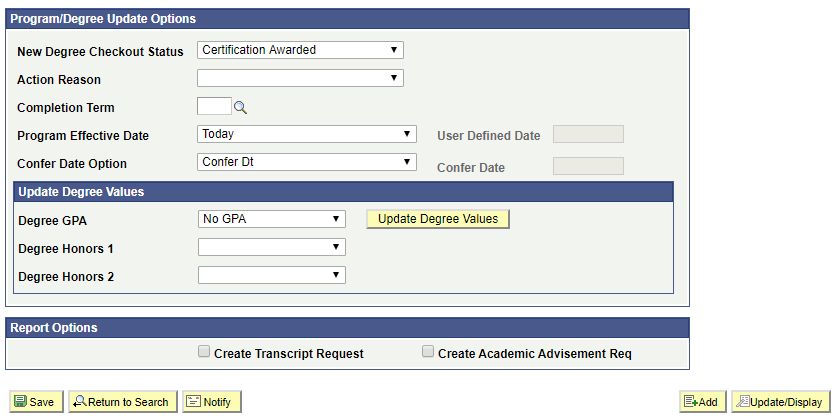 Program/Degree Update Options
New Degree Checkout Status Certification Awarded
Action Reason
Completion Term
Program Effective Date Today User Defined Date
Confer Date Option Confer Dt Confer Date
Update Degree Values
Degree GPA No GPA Update Degree Values
Degree Honors 1
Degree Honors 2
Report Options
Create Transcript Request Create Academic Advisement Req
Save Return to Search Notify Add Update/Display